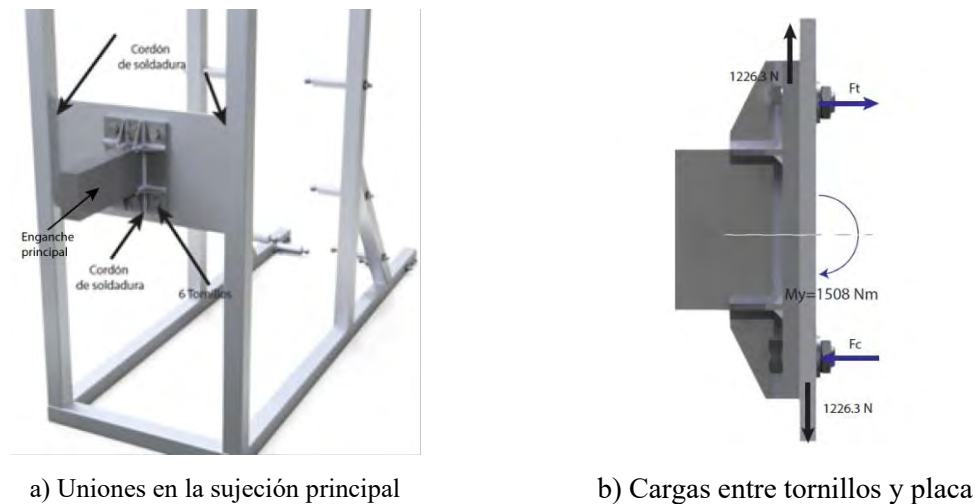 Cordón
de soldadura
Enganche
principal
Cordón
de soldadura
6 Tornillos
1226.3 N
Ft
My=1508 Nm
Fc
1226.3 N
a) Uniones en la sujeción principal
b) Cargas entre tornillos y placa